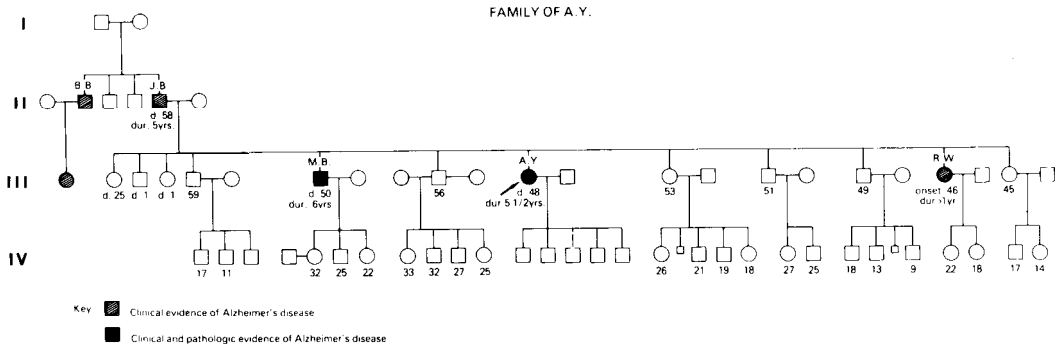 FAMILY OF A.Y.
I
B B J.B
II
d. 58
dur. 5yrs.
M.B. A.Y R W
III
d. 25 d 1 d 1 59 d 50 56 d. 48 53 51 49 onset 46 45
dur. 6yrs. dur 5 1/2yrs. dur >1yr
IV
17 11 32 25 22 33 32 27 25 26 21 19 18 27 25 18 13 9 22 18 17 14
Key Clinical evidence of Alzheimer's disease
Clinical and pathologic evidence of Alzheimer's disease